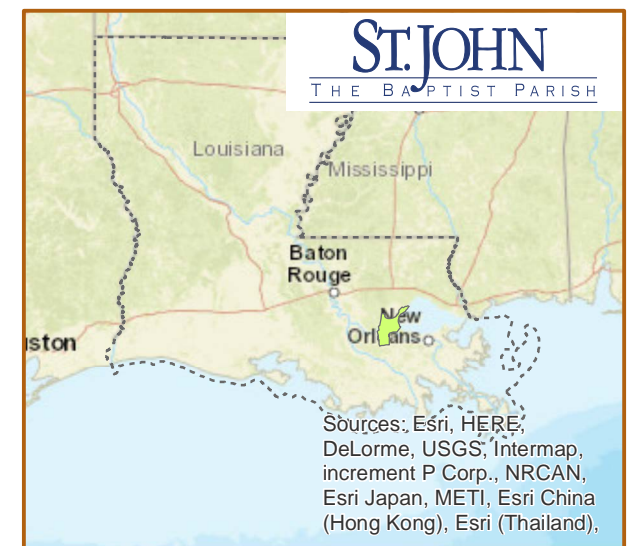 ST. JOHN
THE BAPTIST PARISH
Louisiana
Mississippi
Baton
Rouge
New
Orleans
ston
Sources: Esri, HERE,
DeLorme, USGS, Intermap,
increment P Corp., NRCAN,
Esri Japan, METI, Esri China
(Hong Kong), Esri (Thailand),